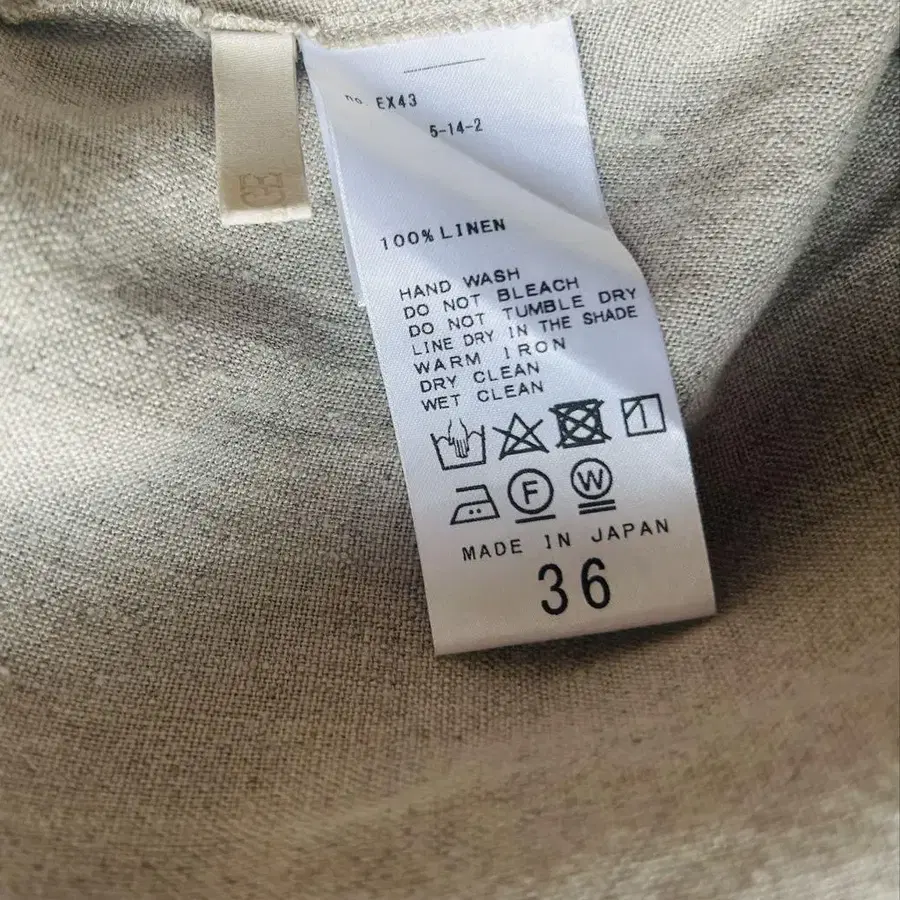 no. EX43
5-14-2
100% LINEN
HAND WASH
DO NOT BLEACH
DO NOT TUMBLE DRY
LINE DRY IN THE SHADE
WARM IRON
DRY CLEAN
WET CLEAN
F W
MADE IN JAPAN
36